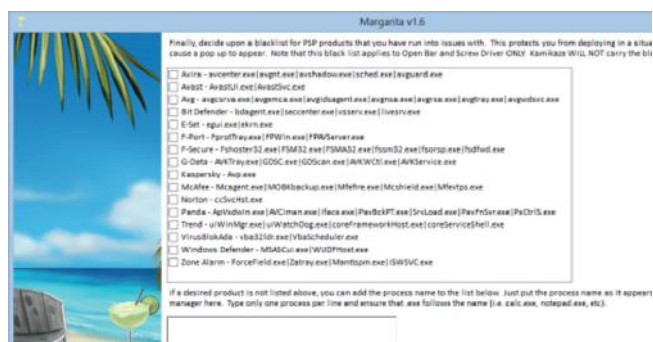 Margarita v1.6
Finally, decide upon a blacklist for PSP products that you have run into issues with. This protects you from deploying in a situa
cause a pop up to appear. Note that this black list applies to Open Bar and Screw Driver ONLY. Kamikaze WILL NOT carry the bla
Avira - avcenter.exe|avgnt.exe|avshadow.exe|sched.exe|avguard.exe
Avast - AvastUI.exe|AvastSvc.exe
Avg - avgcsrva.exe|avgemca.exe|avgidsagent.exe|avgnsa.exe|avgrsa.exe|avgtray.exe|avgwdsvc.exe
Bit Defender - bdagent.exe|seccenter.exe|vsserv.exe|livesrv.exe
E-Set - egui.exe|ekrn.exe
F-Port - FprotTray.exe|FPWin.exe|FPAVServer.exe
F-Secure - Fshoster32.exe|FSM32.exe|FSMA32.exe|fssm32.exe|fsorsp.exe|fsdfwd.exe
G-Data - AVKTray.exe|GDSC.exe|GDScan.exe|AVKWCtl.exe|AVKService.exe
Kaspersky - Avp.exe
McAfee - Mcagent.exe|MOBKbackup.exe|Mfefire.exe|Mcshield.exe|Mfevtps.exe
Norton - ccSvcHst.exe
Panda - ApVxdWin.exe|AVCiman.exe|Iface.exe|PavBckPT.exe|SrvLoad.exe|PavFnSvr.exe|PsCtrlS.exe
Trend - uiWinMgr.exe|uiWatchDog.exe|coreFrameworkHost.exe|coreServiceShell.exe
VirusBlokAda - vba32ldr.exe|VbaScheduler.exe
Windows Defender - MSASCui.exe|WUDFHost.exe
Zone Alarm - ForceField.exe|Zatray.exe|Mantispm.exe|ISWSVC.exe
If a desired product is not listed above, you can add the process name to the list below. Just put the process name as it appears
manager here. Type only one process per line and ensure that .exe follows the name (i.e. calc.exe, notepad.exe, etc).